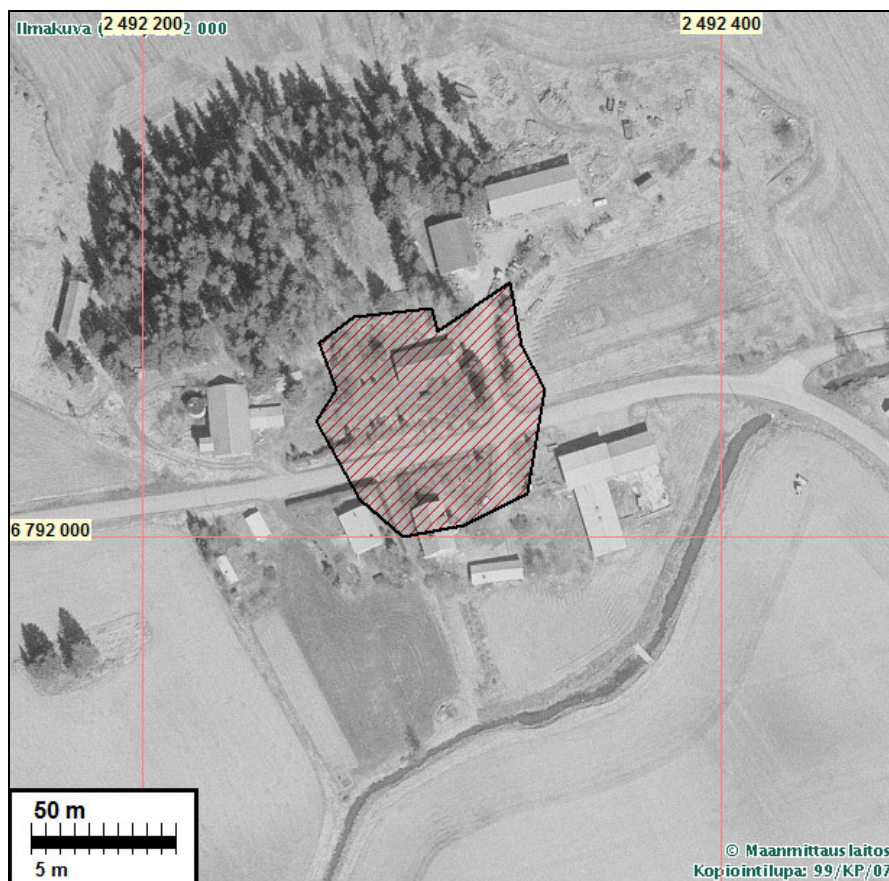 Ilmakuva (
2 492 200
2 000
2 492 400
6 792 000
50 m
5 m
© Maanmittauslaitos
Kopiointilupa: 99/KP/07